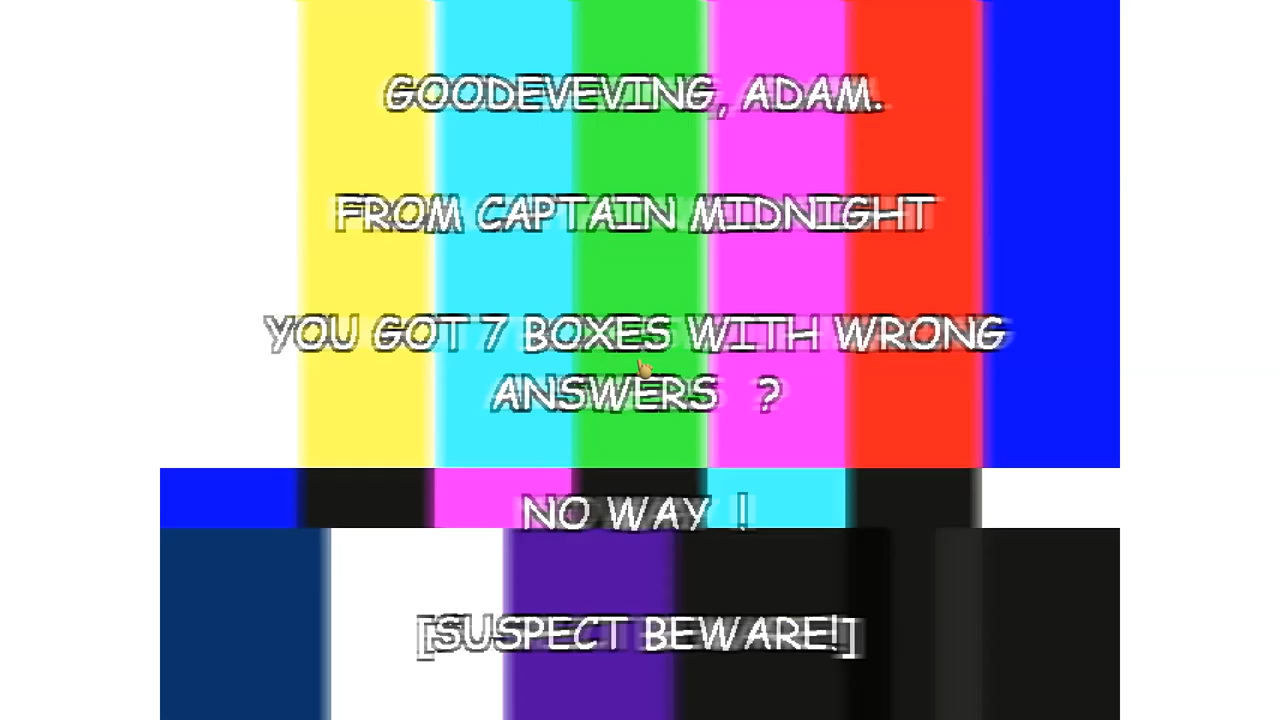 GOODEVEVING, ADAM.
FROM CAPTAIN MIDNIGHT
YOU GOT 7 BOXES WITH WRONG
ANSWERS ?
NO WAY !
[SUSPECT BEWARE!]